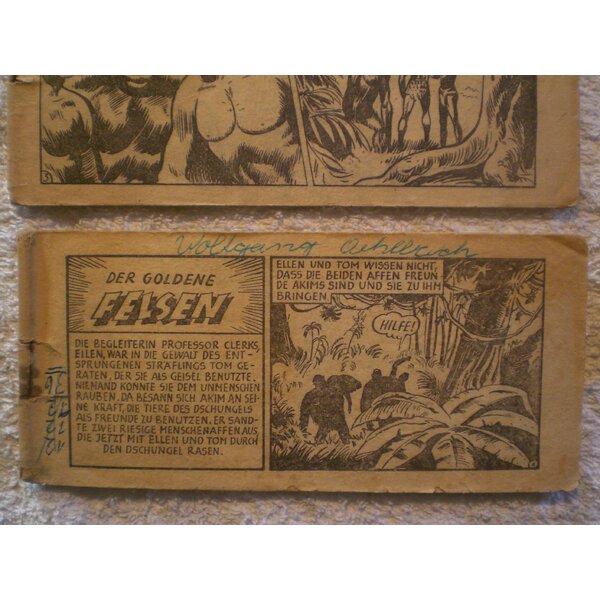 Wolfgang
DER GOLDENE
FELSEN
DIE BEGLEITERIN PROFESSOR CLERKS,
EILEN, WAR IN DIE GEWALT DES ENT-
SPRUNGENEN STRÄFLINGS TOM GE-
RATEN, DER SIE ALS GEISEL BENUTZTE,
NIEMAND KONNTE SIE DEM UNMENSCHEN
RAUBEN. DA BESANN SICH AKIM AN SEI
NE KRAFT, DIE TIERE DES DSCHUNGELS
ALS FREUNDE ZU BENUTZEN. ER SAND-
TE ZWEI RIESIGE MENSCHENAFFEN AUS
DIE JETZT MIT ELLEN UND TOM DURCH
DEN DSCHUNGEL RASEN.
ELLEN UND TOM WISSEN NICHT,
DASS DIE BEIDEN AFFEN FREUN
DE AKIMS SIND UND SIE ZU IHM
BRINGEN.
HILFE!